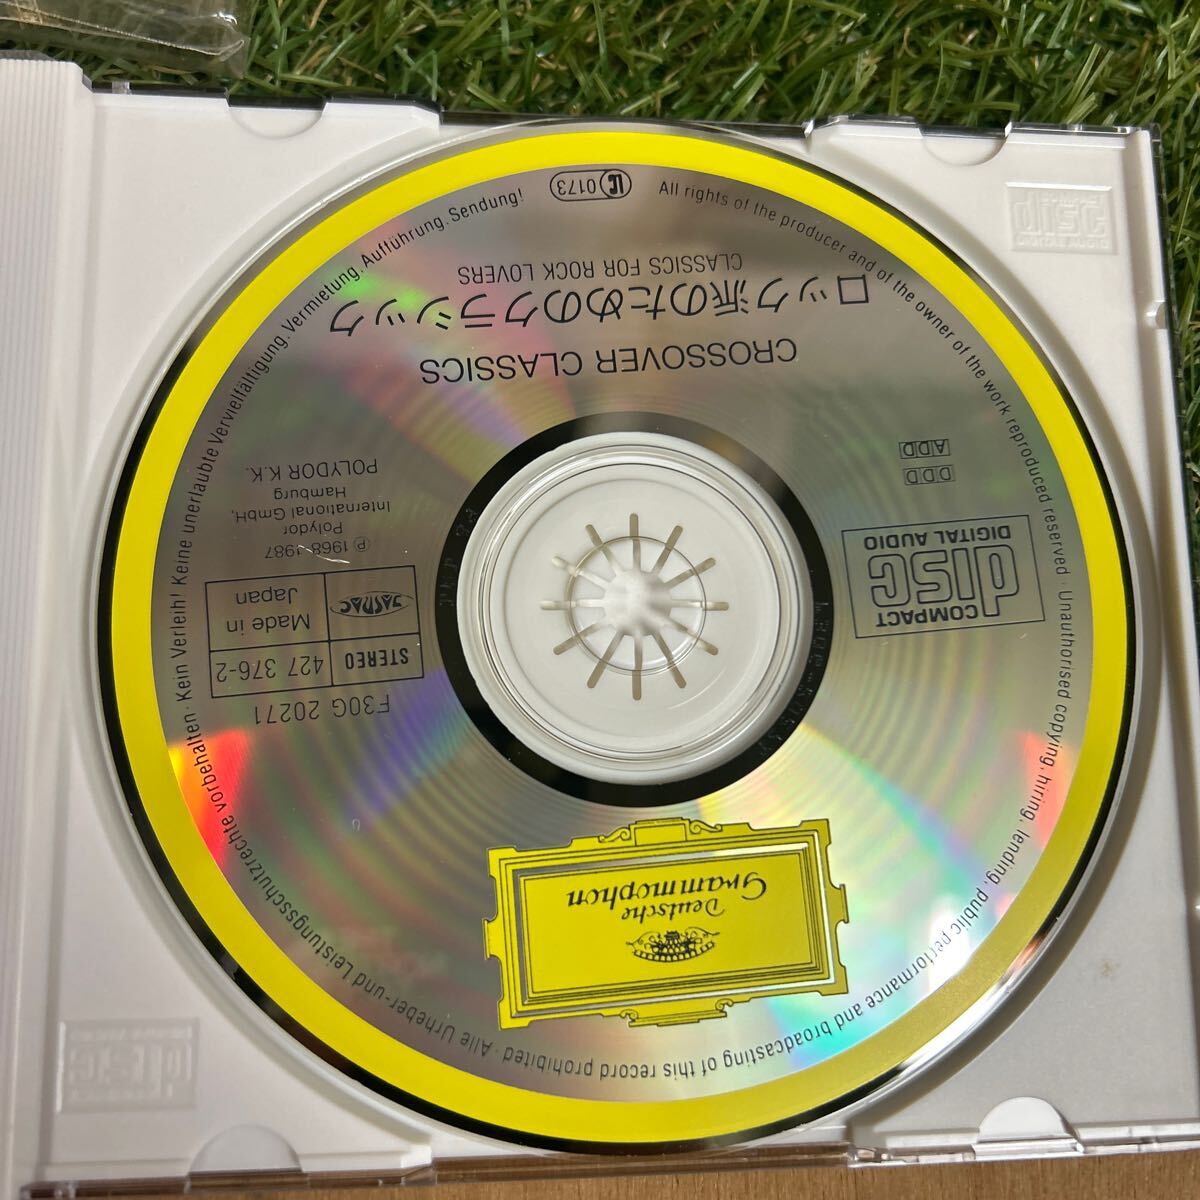 Deutsche
Grammophon
F30G 20271
STEREO
427 376-2
JASRAC
Made in
Japan
℗ 1968-1987
Polydor
International GmbH,
Hamburg
POLYDOR K.K.
COMPACT
disc
DIGITAL AUDIO
DDD
ADD
CROSSOVER CLASSICS
ロック派のためのクラシック
CLASSICS FOR ROCK LOVERS
LC 0173
Alle Urheber-und Leistungsschutzrechte vorbehalten · Kein Verleih! Keine unerlaubte Vervielfältigung, Vermietung, Aufführung, Sendung!
All rights of the producer and of the owner of the work reproduced reserved · Unauthorised copying, hiring, lending, public performance and broadcasting of this record prohibited ·
disc
DIGITAL AUDIO
disc